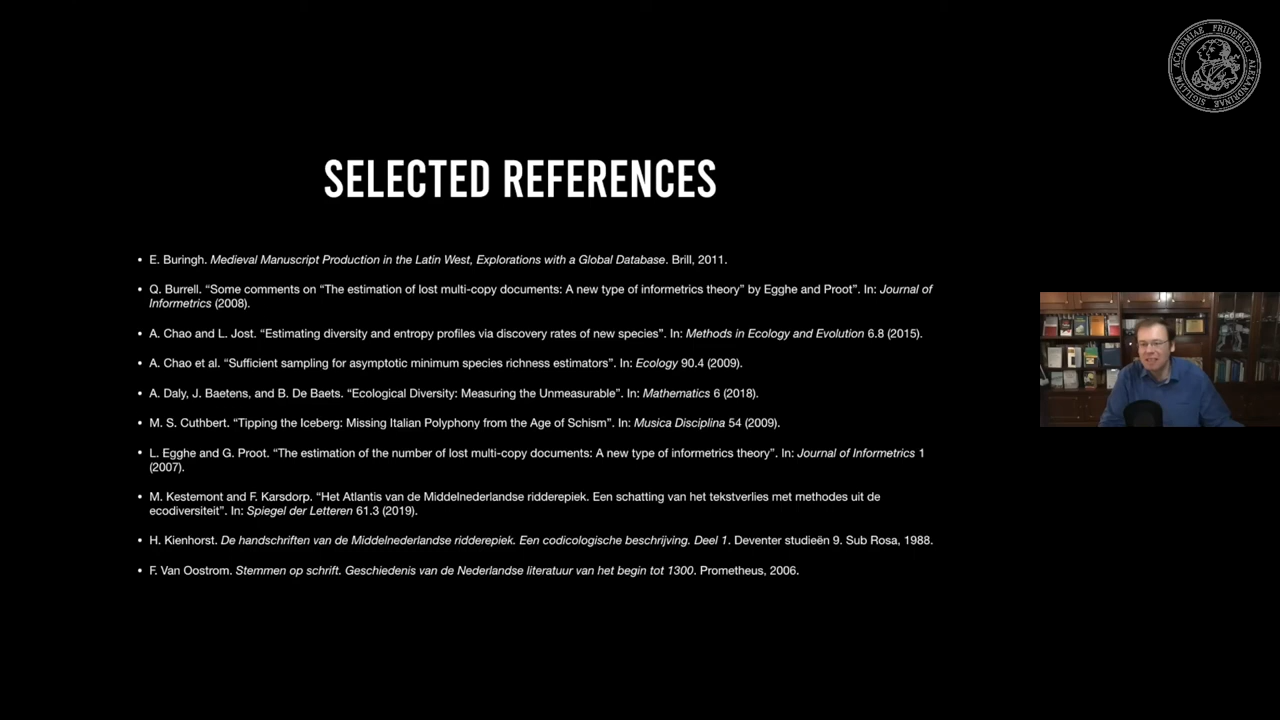 ACADEMIAE FRIDERICO ALEXANDRINAE SIGILLVM
SELECTED REFERENCES
• E. Buringh. Medieval Manuscript Production in the Latin West, Explorations with a Global Database. Brill, 2011.
• Q. Burrell. “Some comments on “The estimation of lost multi-copy documents: A new type of informetrics theory” by Egghe and Proot”. In: Journal of
Informetrics (2008).
• A. Chao and L. Jost. “Estimating diversity and entropy profiles via discovery rates of new species”. In: Methods in Ecology and Evolution 6.8 (2015).
• A. Chao et al. “Sufficient sampling for asymptotic minimum species richness estimators”. In: Ecology 90.4 (2009).
• A. Daly, J. Baetens, and B. De Baets. “Ecological Diversity: Measuring the Unmeasurable”. In: Mathematics 6 (2018).
• M. S. Cuthbert. “Tipping the Iceberg: Missing Italian Polyphony from the Age of Schism”. In: Musica Disciplina 54 (2009).
• L. Egghe and G. Proot. “The estimation of the number of lost multi-copy documents: A new type of informetrics theory”. In: Journal of Informetrics 1
(2007).
• M. Kestemont and F. Karsdorp. “Het Atlantis van de Middelnederlandse ridderepiek. Een schatting van het tekstverlies met methodes uit de
ecodiversiteit”. In: Spiegel der Letteren 61.3 (2019).
• H. Kienhorst. De handschriften van de Middelnederlandse ridderepiek. Een codicologische beschrijving. Deel 1. Deventer studieën 9. Sub Rosa, 1988.
• F. Van Oostrom. Stemmen op schrift. Geschiedenis van de Nederlandse literatuur van het begin tot 1300. Prometheus, 2006.